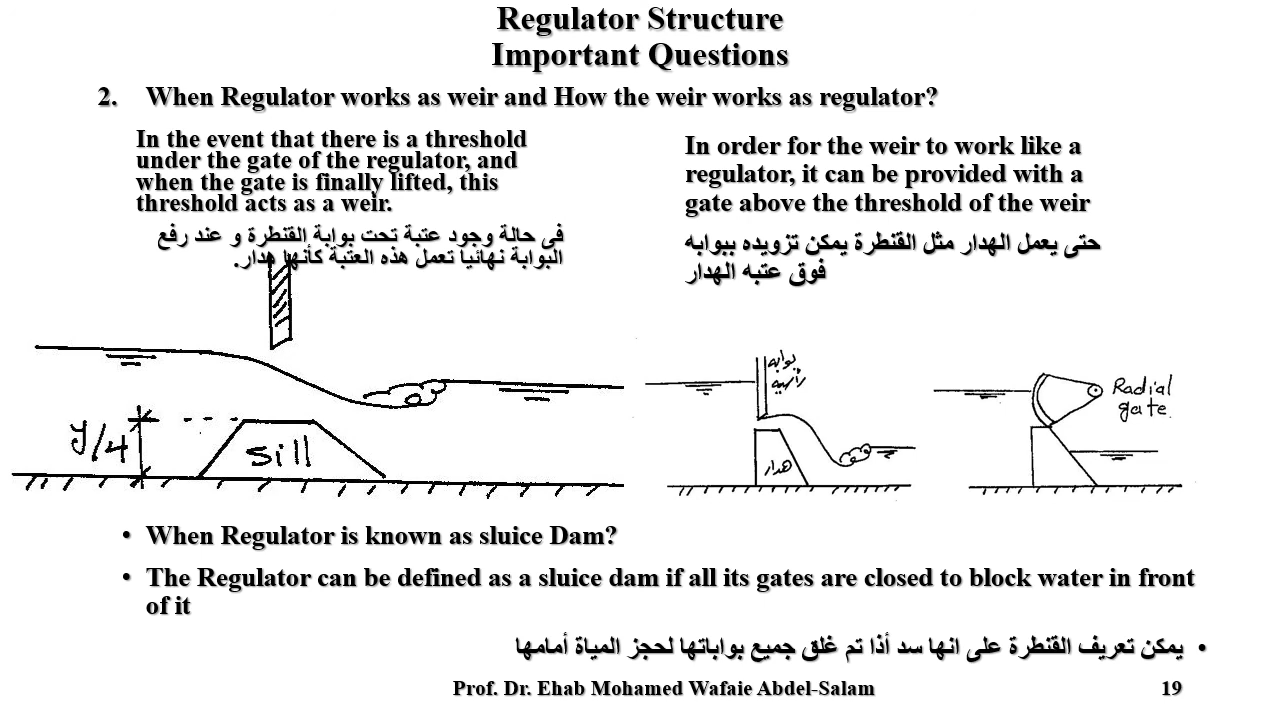 Regulator Structure
Important Questions
2. When Regulator works as weir and How the weir works as regulator?
In the event that there is a threshold
under the gate of the regulator, and
when the gate is finally lifted, this
threshold acts as a weir.
فى حالة وجود عتبة تحت بوابة القنطرة و عند رفع
البوابة نهائيا تعمل هذه العتبة كأنها هدار.
In order for the weir to work like a
regulator, it can be provided with a
gate above the threshold of the weir
حتى يعمل الهدار مثل القنطرة يمكن تزويده ببوابه
فوق عتبه الهدار
y/4
Sill
بوابه
رأسيه
هدار
Radial
gate
• When Regulator is known as sluice Dam?
• The Regulator can be defined as a sluice dam if all its gates are closed to block water in front
of it
• يمكن تعريف القنطرة على انها سد أذا تم غلق جميع بواباتها لحجز المياة أمامها
Prof. Dr. Ehab Mohamed Wafaie Abdel-Salam
19